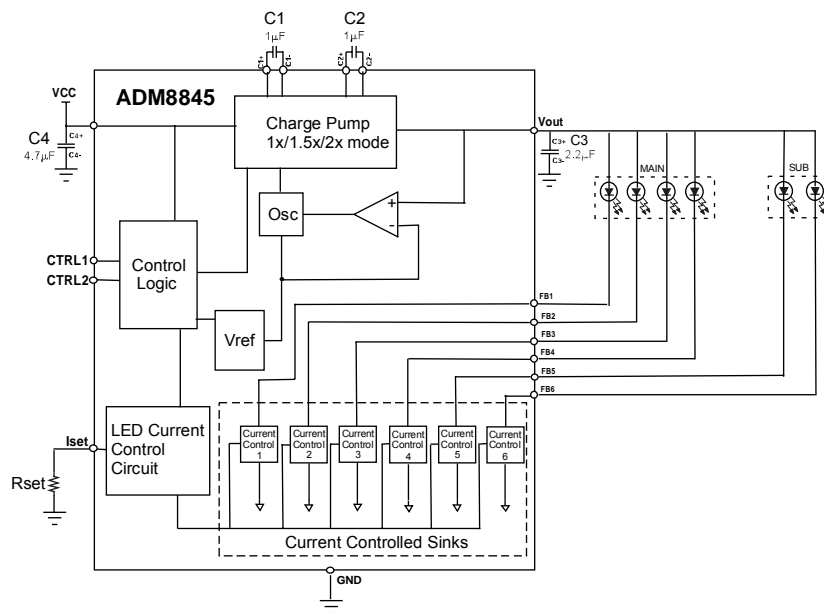 C1
1µF
C2
1µF
C1+
C1-
C2+
C2-
VCC
ADM8845
C4
4.7µF
C4+
C4-
Charge Pump
1x/1.5x/2x mode
Vout
C3+
C3-
C3
2.2µF
MAIN
SUB
Osc
+
-
CTRL1
CTRL2
Control
Logic
Vref
FB1
FB2
FB3
FB4
FB5
FB6
Iset
Rset
LED Current
Control
Circuit
Current
Control
1
Current
Control
2
Current
Control
3
Current
Control
4
Current
Control
5
Current
Control
6
Current Controlled Sinks
GND